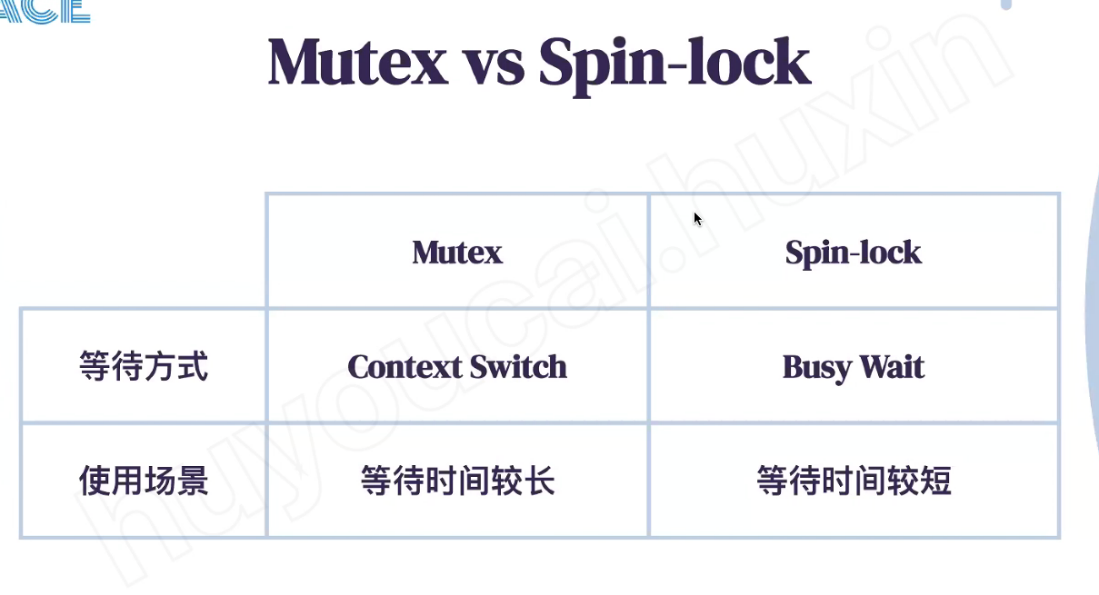 ACE
Mutex vs Spin-lock
Mutex
Spin-lock
等待方式
Context Switch
Busy Wait
使用场景
等待时间较长
等待时间较短
huyoucai.huxin